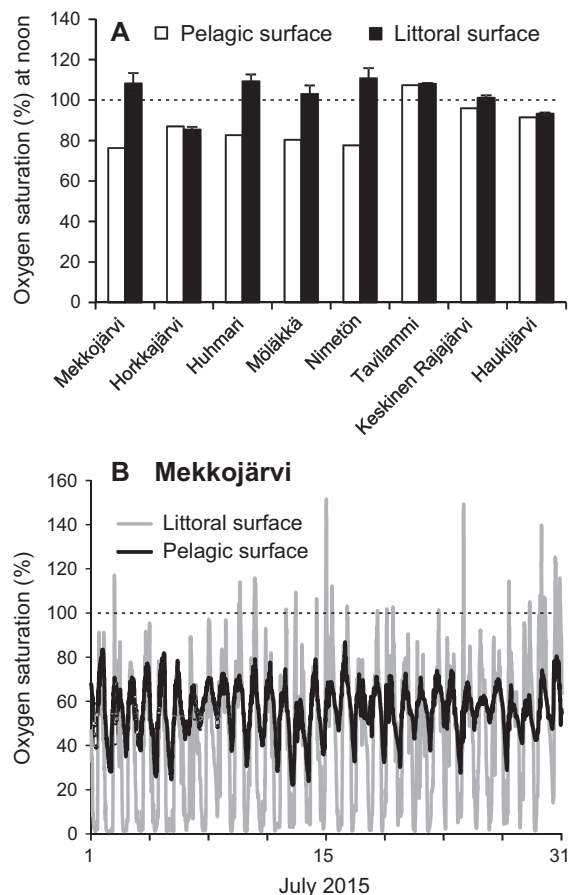 A Pelagic surface Littoral surface
Oxygen saturation (%) at noon
140
120
100
80
60
40
20
0
Mekkojärvi
Horkkajärvi
Huhmari
Möläkkä
Nimetön
Tavilammi
Keskinen Rajajärvi
Haukijärvi
B Mekkojärvi
Littoral surface
Pelagic surface
Oxygen saturation (%)
160
140
120
100
80
60
40
20
0
1 15 31
July 2015